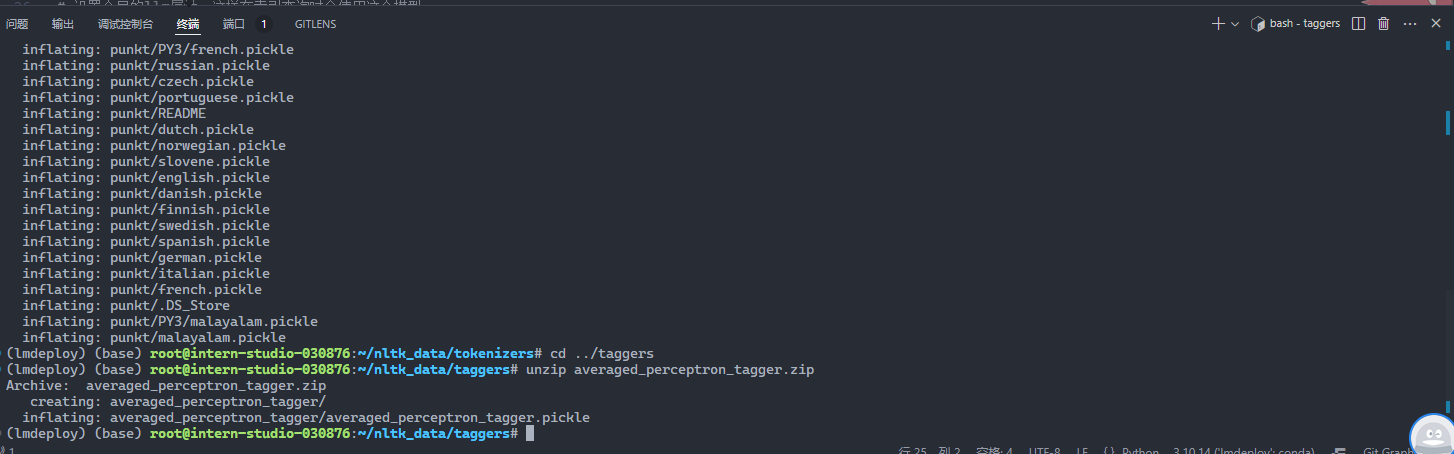 问题 输出 调试控制台 终端 端口 1 GITLENS bash - taggers
inflating: punkt/PY3/french.pickle
inflating: punkt/russian.pickle
inflating: punkt/czech.pickle
inflating: punkt/portuguese.pickle
inflating: punkt/README
inflating: punkt/dutch.pickle
inflating: punkt/norwegian.pickle
inflating: punkt/slovene.pickle
inflating: punkt/english.pickle
inflating: punkt/danish.pickle
inflating: punkt/finnish.pickle
inflating: punkt/swedish.pickle
inflating: punkt/spanish.pickle
inflating: punkt/german.pickle
inflating: punkt/italian.pickle
inflating: punkt/french.pickle
inflating: punkt/.DS_Store
inflating: punkt/PY3/malayalam.pickle
inflating: punkt/malayalam.pickle
(lmdeploy) (base) root@intern-studio-030876:~/nltk_data/tokenizers# cd ../taggers
(lmdeploy) (base) root@intern-studio-030876:~/nltk_data/taggers# unzip averaged_perceptron_tagger.zip
Archive:  averaged_perceptron_tagger.zip
creating: averaged_perceptron_tagger/
inflating: averaged_perceptron_tagger/averaged_perceptron_tagger.pickle
(lmdeploy) (base) root@intern-studio-030876:~/nltk_data/taggers#
行 25, 列 2 空格: 4 UTF-8 LF { } Python 3.10.14 ('lmdeploy': conda) Git Graph